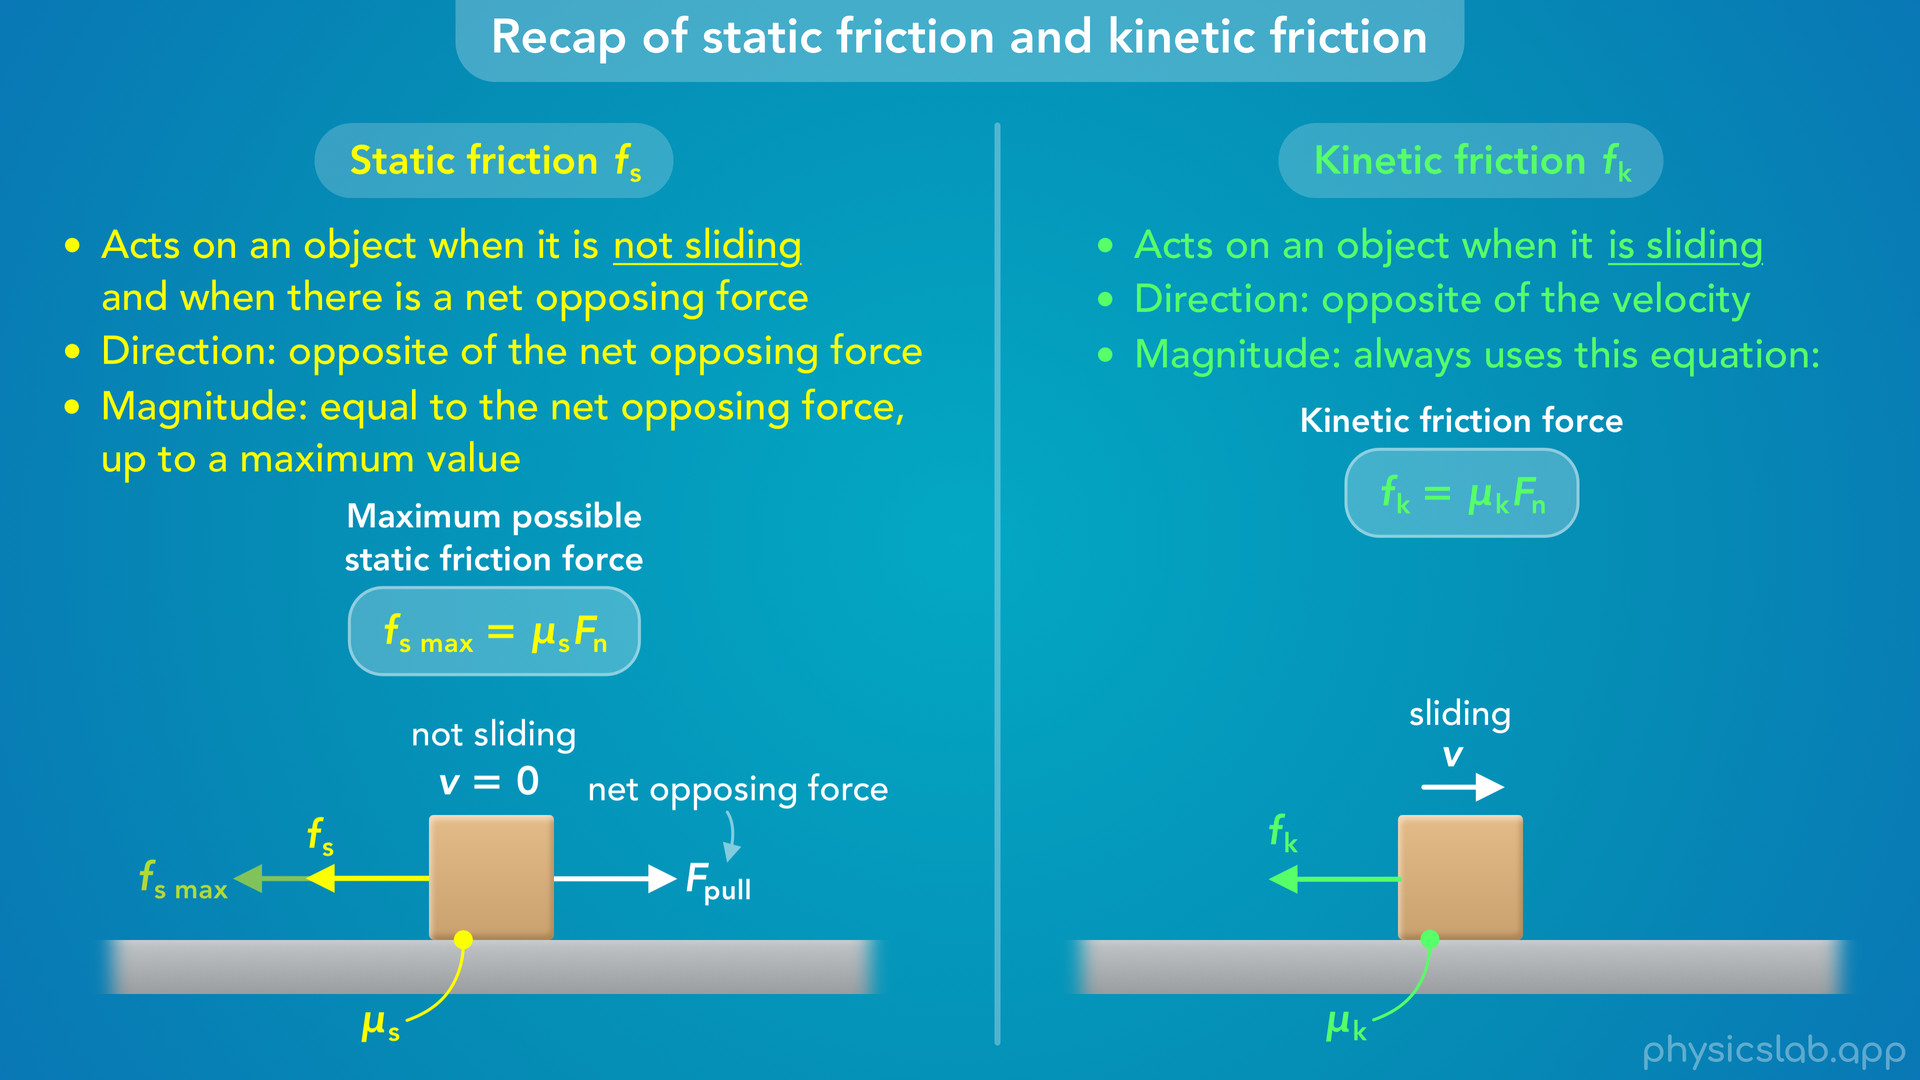 Recap of static friction and kinetic friction
Static friction fs
• Acts on an object when it is not sliding
and when there is a net opposing force
• Direction: opposite of the net opposing force
• Magnitude: equal to the net opposing force,
up to a maximum value
Maximum possible
static friction force
fs max = μsFn
not sliding
v = 0
net opposing force
fs
fs max
Fpull
μs
Kinetic friction fk
• Acts on an object when it is sliding
• Direction: opposite of the velocity
• Magnitude: always uses this equation:
Kinetic friction force
fk = μkFn
sliding
v
fk
μk
physicslab.app